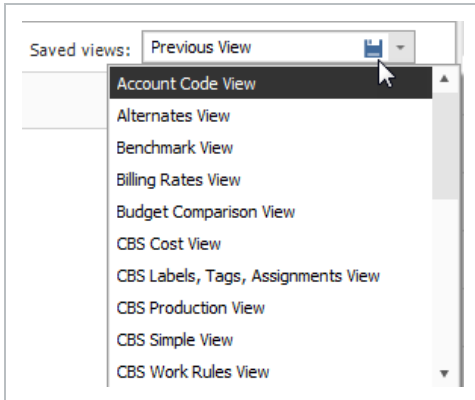 Saved views: Previous View
Account Code View
Alternates View
Benchmark View
Billing Rates View
Budget Comparison View
CBS Cost View
CBS Labels, Tags, Assignments View
CBS Production View
CBS Simple View
CBS Work Rules View